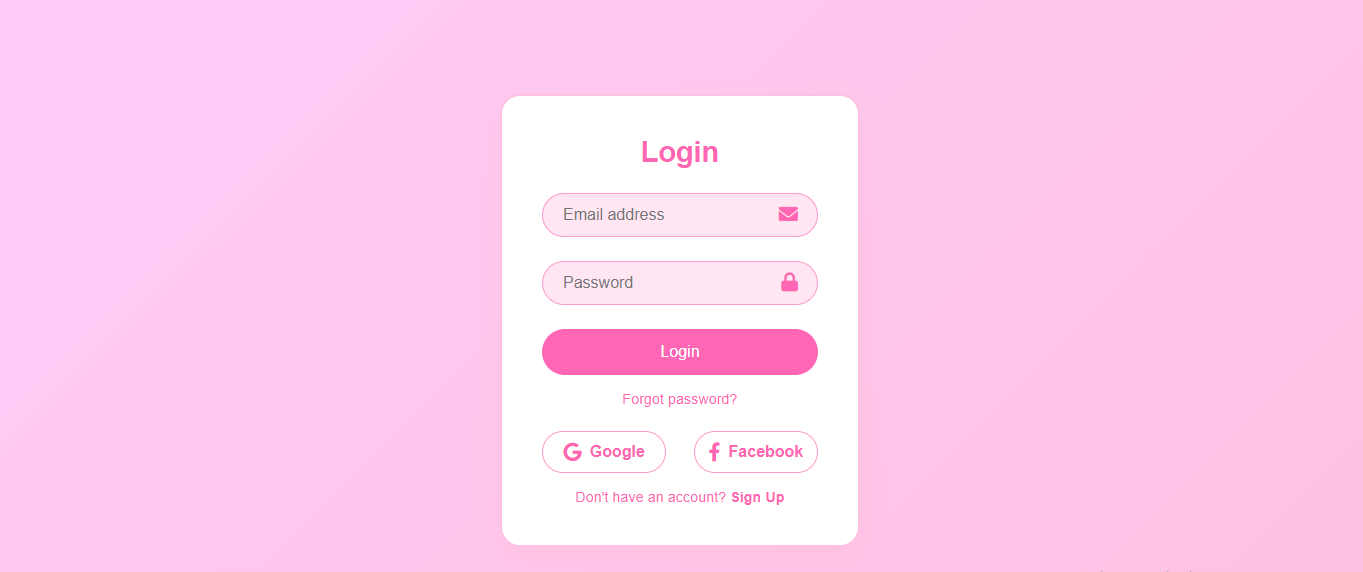 Login
Email address
Password
Login
Forgot password?
Google Facebook
Don't have an account? Sign Up